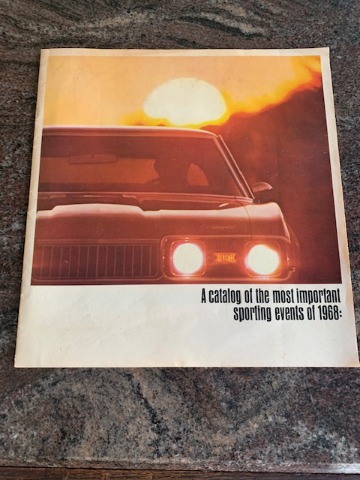 A catalog of the most important
sporting events of 1968: